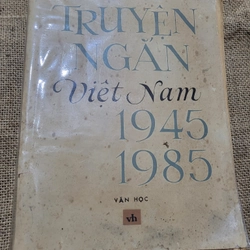 TRUYỆN
NGẮN
Việt Nam
1945
1985
VĂN HỌC
vh